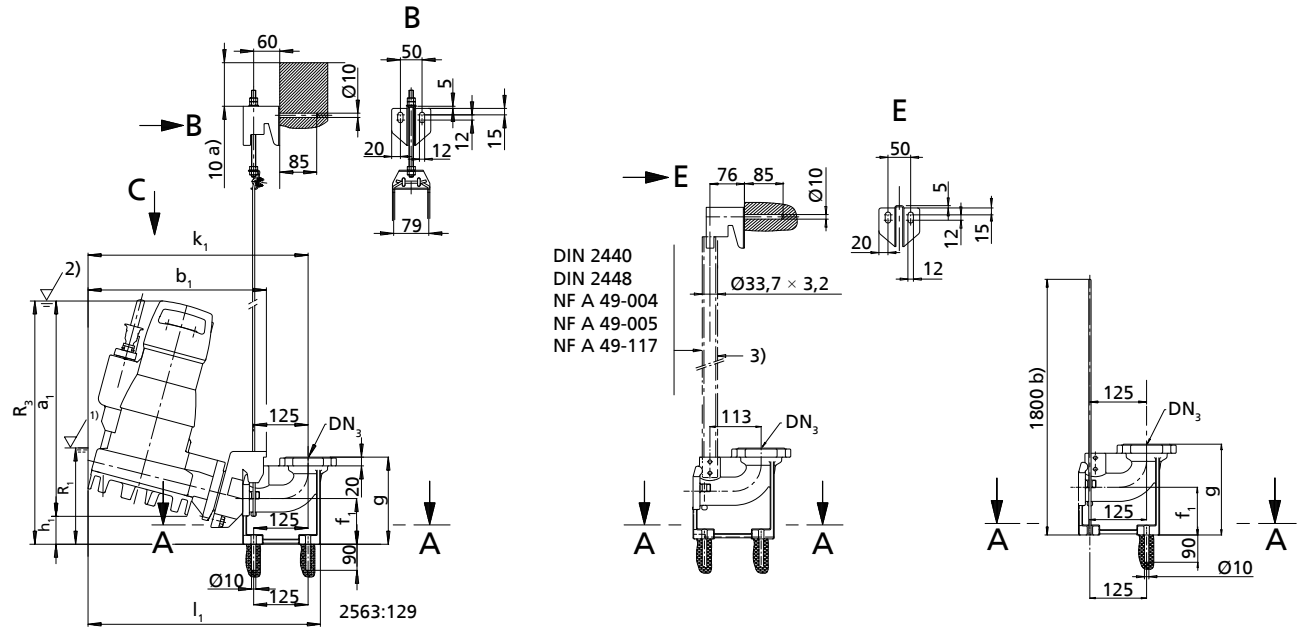 B
60
50
5
Ø10
10 a)
B
85
20
12
12
15
79
C
k₁
b₁
2)
R₃
a₁
1)
R₁
h₁
125
DN₃
20
g
f₁
A
125
A
90
Ø10
125
l₁
2563:129
E
76
85
Ø10
DIN 2440
DIN 2448
NF A 49-004
NF A 49-005
NF A 49-117
Ø33,7 × 3,2
3)
113
DN₃
A
A
E
50
5
20
12
12
15
1800 b)
125
DN₃
g
f₁
A
125
A
90
Ø10
125